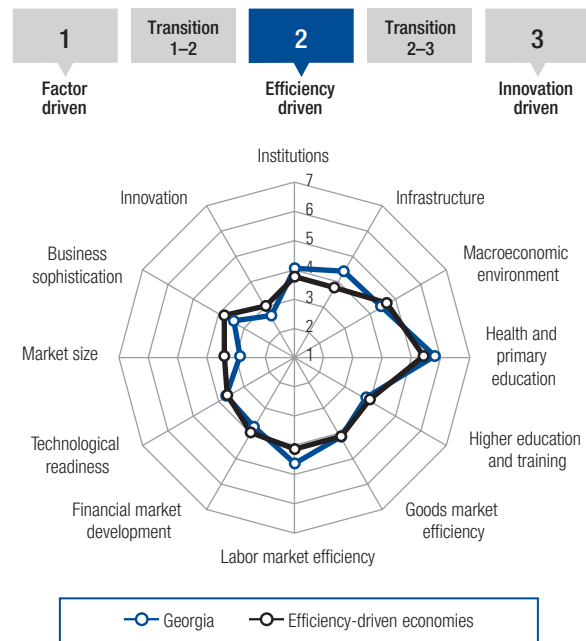 1
Transition
1–2
2
Transition
2–3
3
Factor
driven
Efficiency
driven
Innovation
driven
Institutions
Infrastructure
Macroeconomic
environment
Health and
primary
education
Higher education
and training
Goods market
efficiency
Labor market efficiency
Financial market
development
Technological
readiness
Market size
Business
sophistication
Innovation
7
6
5
4
3
2
1
Georgia
Efficiency-driven economies